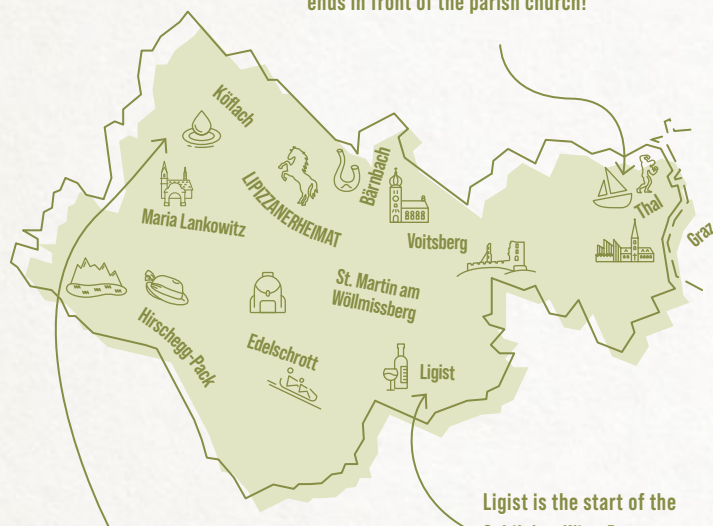 ends in front of the parish church!
Köflach
LIPIZZANERHEIMAT
Bärnbach
Thal
Graz
Maria Lankowitz
Voitsberg
St. Martin am
Wöllmissberg
Hirschegg-Pack
Edelschrott
Ligist
Ligist is the start of the